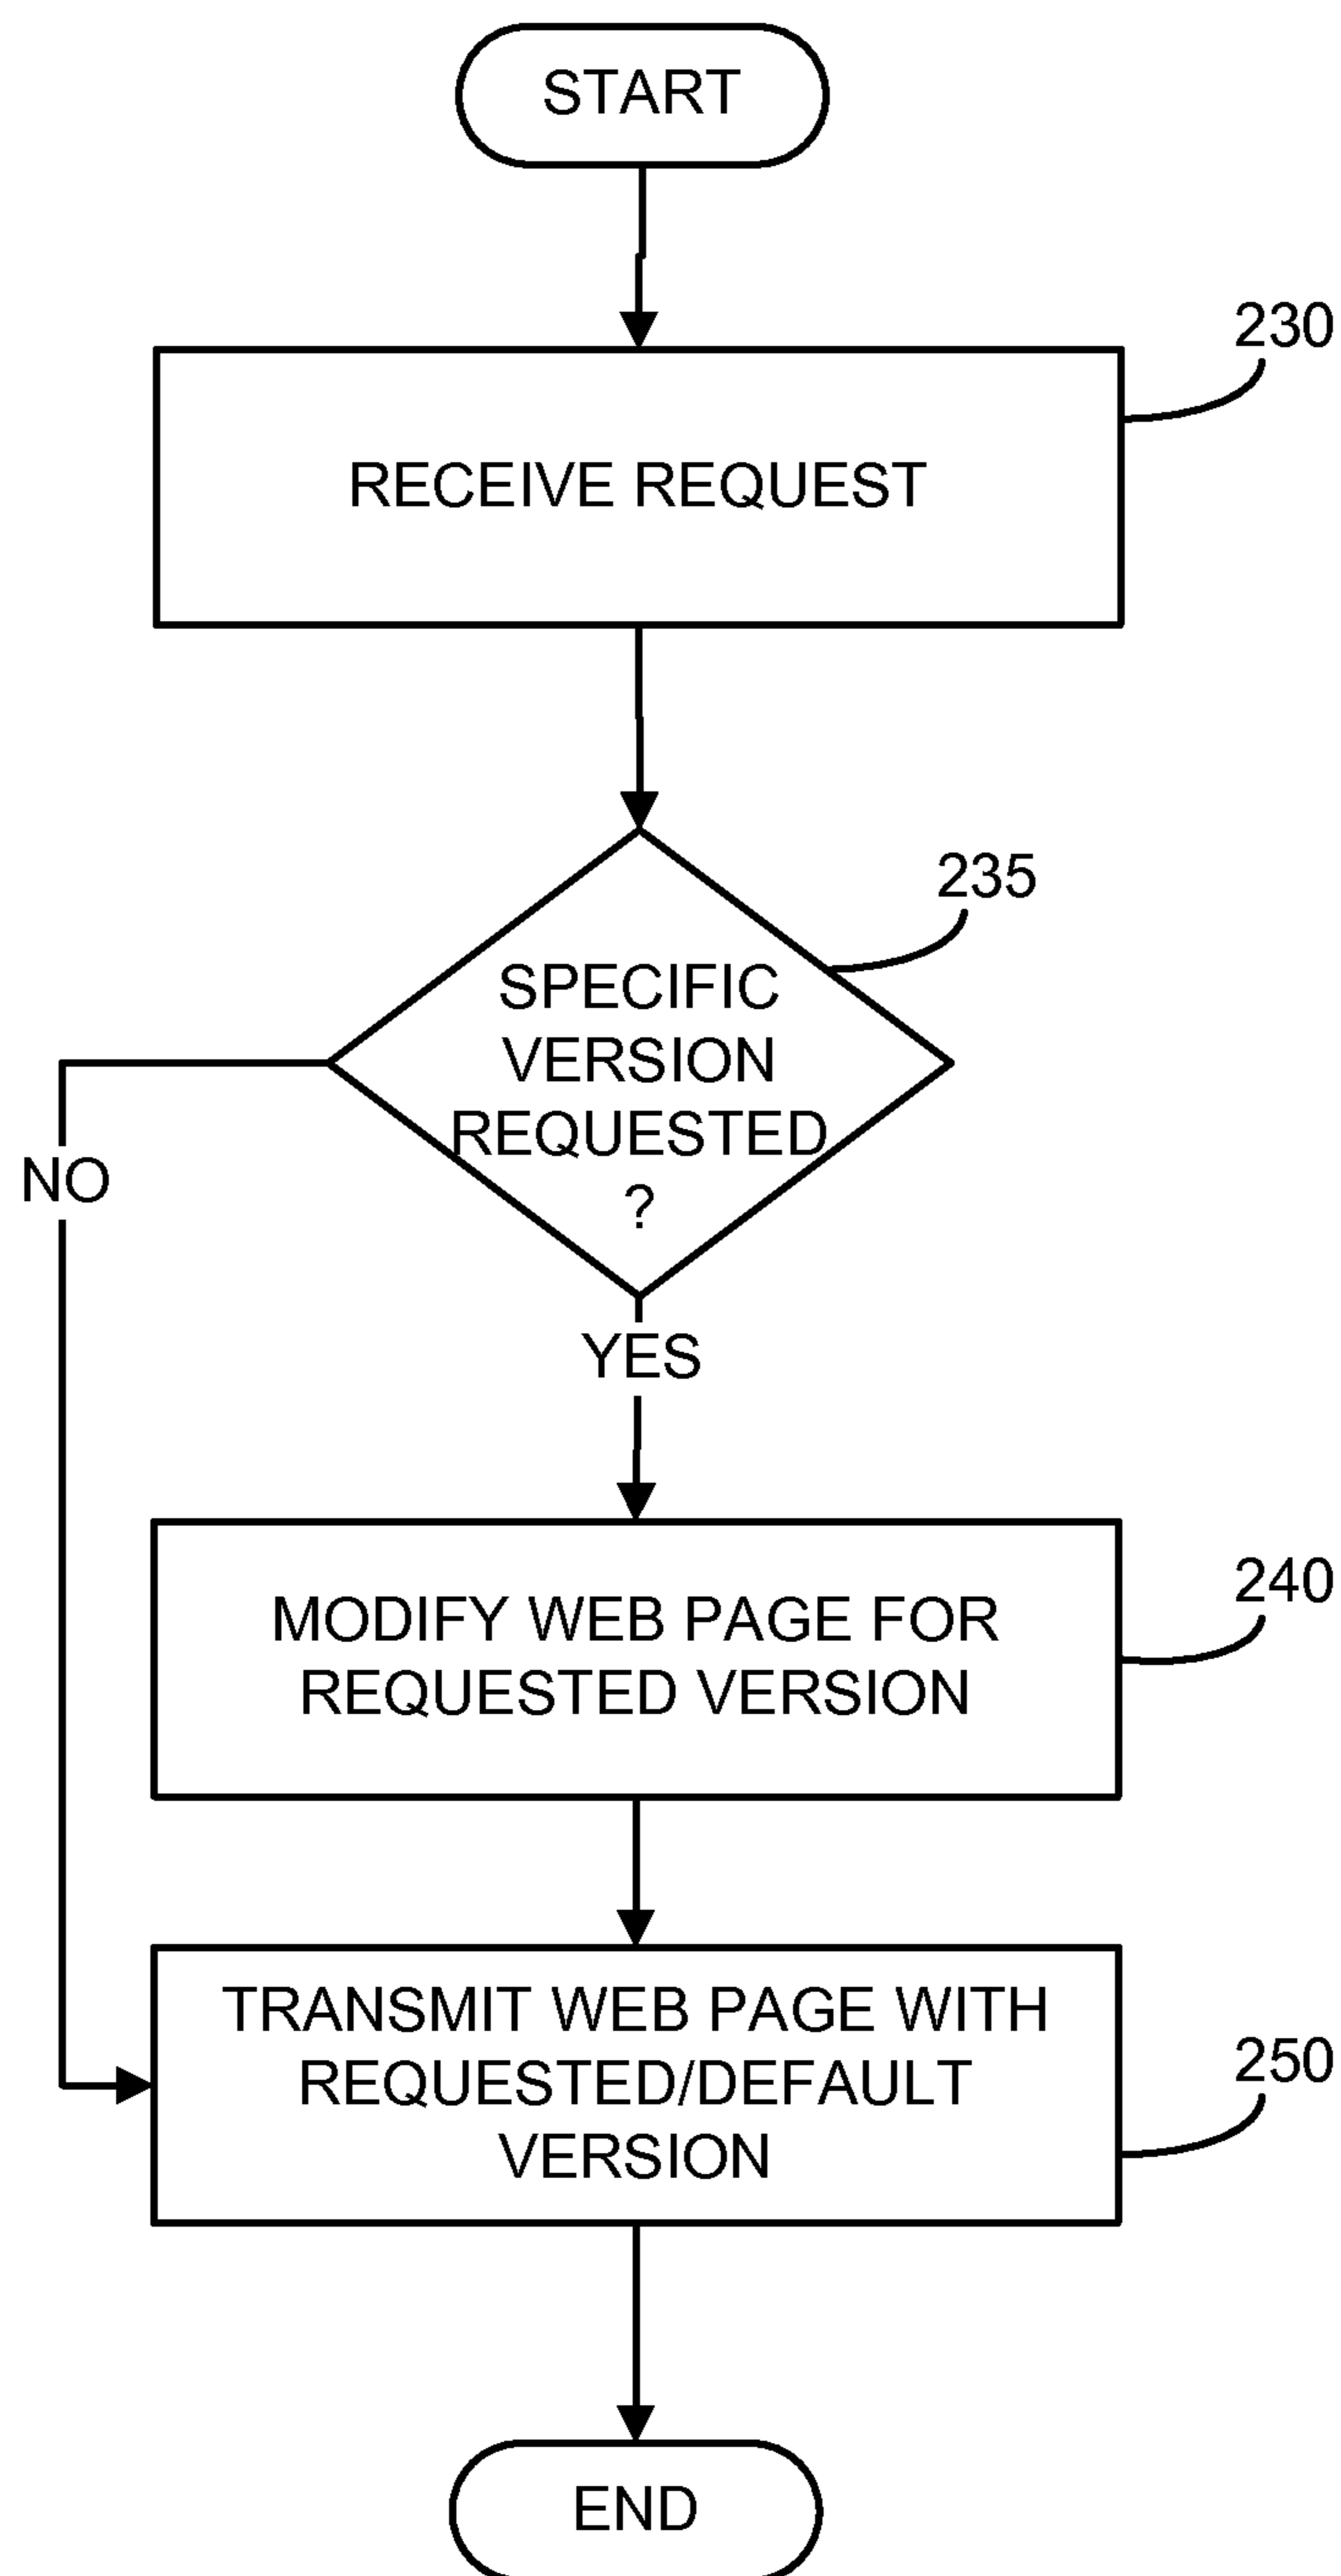 START
230
RECEIVE REQUEST
235
SPECIFIC
VERSION
REQUESTED
?
NO
YES
240
MODIFY WEB PAGE FOR
REQUESTED VERSION
TRANSMIT WEB PAGE WITH
REQUESTED/DEFAULT
VERSION
250
END